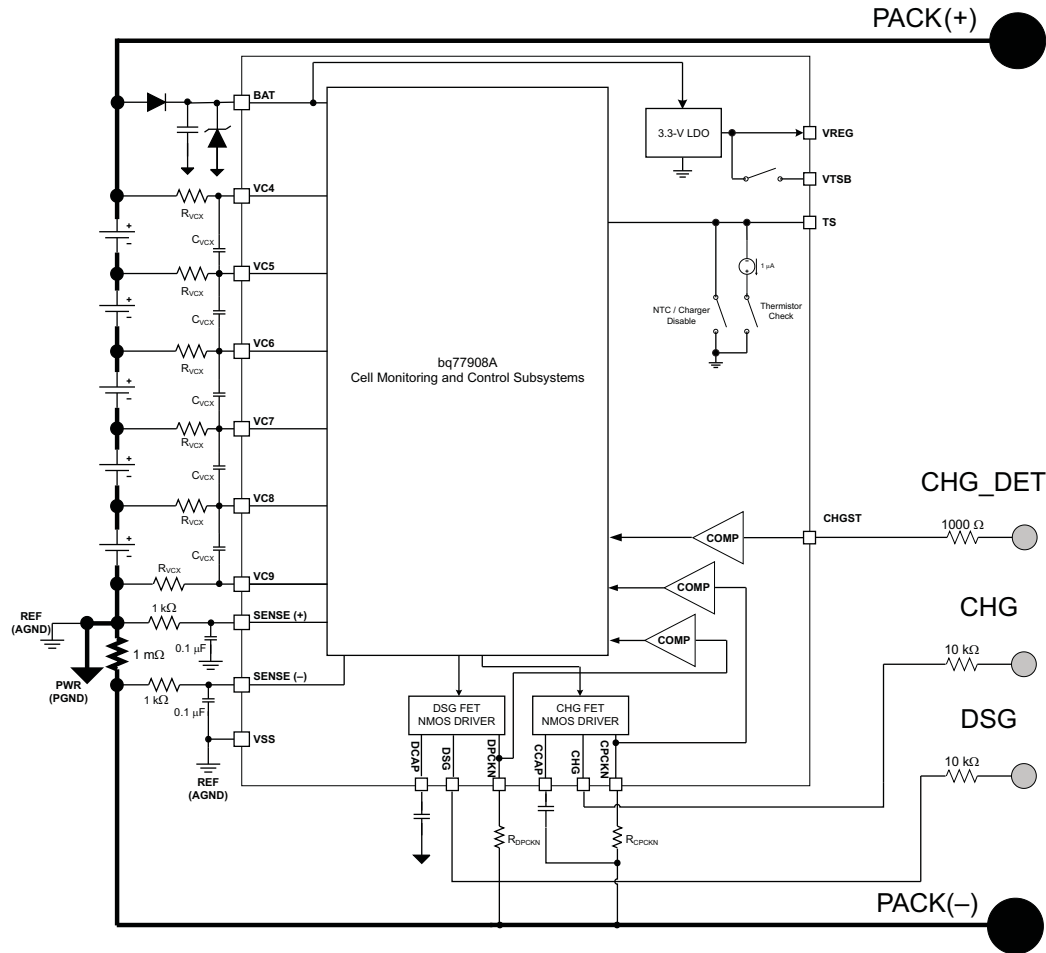 PACK(+)
BAT
3.3-V LDO
VREG
VTSB
VC4
RVCX
TS
+
–
CVCX
1 µA
VC5
RVCX
NTC / Charger
Disable
Thermistor
Check
+
–
CVCX
VC6
RVCX
bq77908A
Cell Monitoring and Control Subsystems
+
–
CVCX
VC7
RVCX
+
–
CVCX
VC8
RVCX
CHG_DET
CHGST
1000 Ω
COMP
+
–
CVCX
RVCX
VC9
COMP
CHG
REF
(AGND)
1 kΩ
SENSE (+)
COMP
0.1 µF
1 mΩ
10 kΩ
PWR
(PGND)
1 kΩ
SENSE (–)
0.1 µF
DSG FET
NMOS DRIVER
CHG FET
NMOS DRIVER
DSG
VSS
DCAP
DSG
DPCKN
CCAP
CHG
CPCKN
10 kΩ
REF
(AGND)
RDPCKN
RCPCKN
PACK(–)